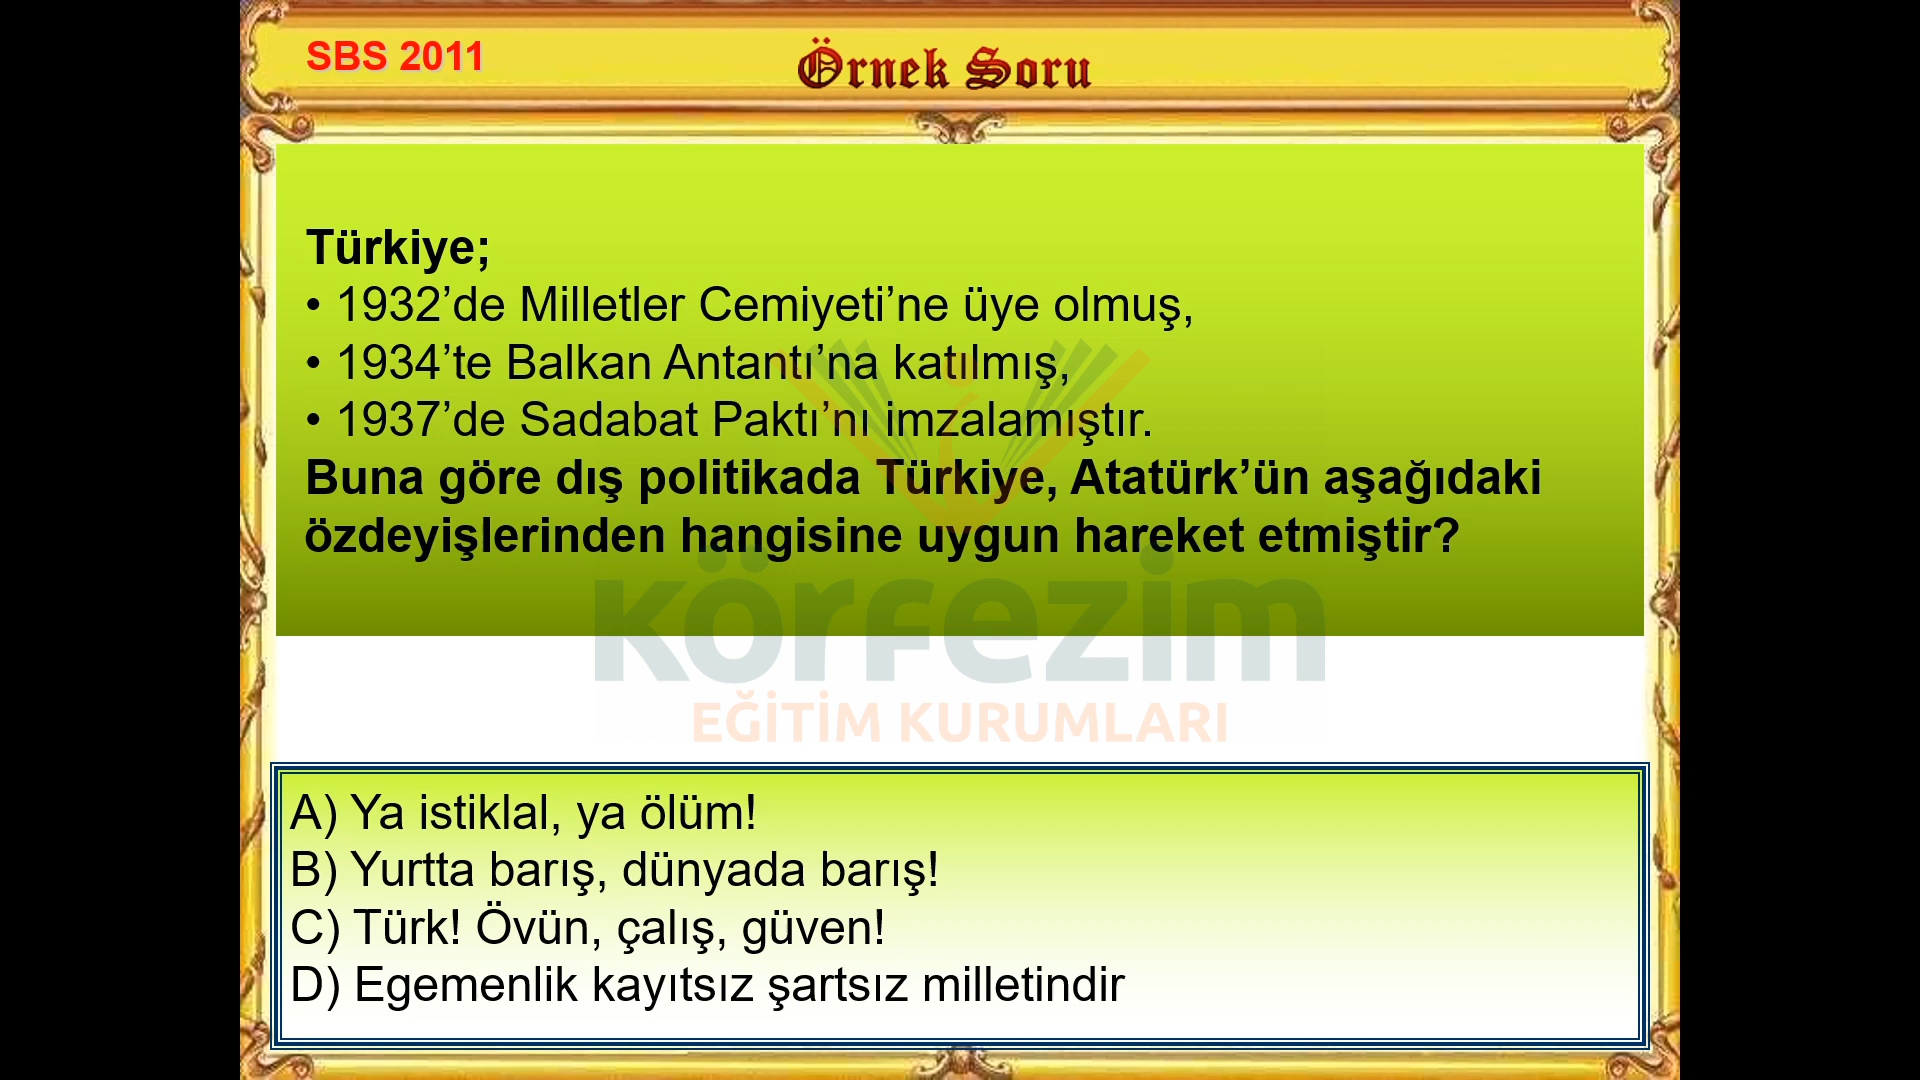 SBS 2011
Örnek Soru
Türkiye;
• 1932’de Milletler Cemiyeti’ne üye olmuş,
• 1934’te Balkan Antantı’na katılmış,
• 1937’de Sadabat Paktı’nı imzalamıştır.
Buna göre dış politikada Türkiye, Atatürk’ün aşağıdaki
özdeyişlerinden hangisine uygun hareket etmiştir?
körfezim
EĞİTİM KURUMLARI
A) Ya istiklal, ya ölüm!
B) Yurtta barış, dünyada barış!
C) Türk! Övün, çalış, güven!
D) Egemenlik kayıtsız şartsız milletindir